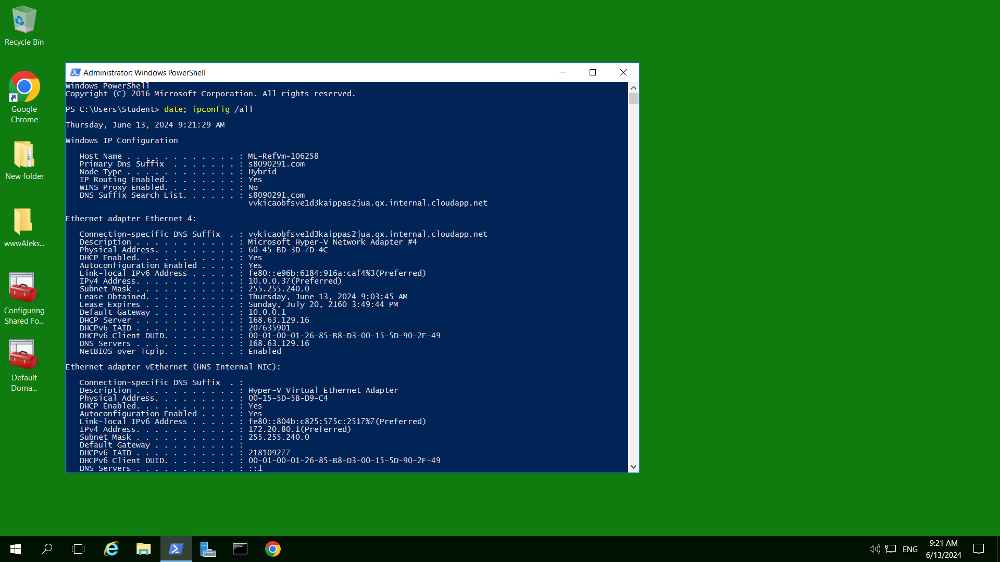 Recycle Bin
Google
Chrome
New folder
wwwAleks...
Configuring
Shared Fo...
Default
Doma...
Administrator: Windows PowerShell
Windows PowerShell
Copyright (C) 2016 Microsoft Corporation. All rights reserved.
PS C:\Users\Student> date; ipconfig /all
Thursday, June 13, 2024 9:21:29 AM
Windows IP Configuration
Host Name . . . . . . . . . . . . : ML-RefVm-106258
Primary Dns Suffix  . . . . . . . : s8090291.com
Node Type . . . . . . . . . . . . : Hybrid
IP Routing Enabled. . . . . . . . : Yes
WINS Proxy Enabled. . . . . . . . : No
DNS Suffix Search List. . . . . . : s8090291.com
vvkicaobfsve1d3kaippas2jua.qx.internal.cloudapp.net
Ethernet adapter Ethernet 4:
Connection-specific DNS Suffix  . : vvkicaobfsve1d3kaippas2jua.qx.internal.cloudapp.net
Description . . . . . . . . . . . : Microsoft Hyper-V Network Adapter #4
Physical Address. . . . . . . . . : 60-45-BD-3D-7D-4C
DHCP Enabled. . . . . . . . . . . : Yes
Autoconfiguration Enabled . . . . : Yes
Link-local IPv6 Address . . . . . : fe80::e96b:6184:916a:caf4%3(Preferred)
IPv4 Address. . . . . . . . . . . : 10.0.0.37(Preferred)
Subnet Mask . . . . . . . . . . . : 255.255.240.0
Lease Obtained. . . . . . . . . . : Thursday, June 13, 2024 9:03:45 AM
Lease Expires . . . . . . . . . . : Sunday, July 20, 2160 3:49:44 PM
Default Gateway . . . . . . . . . : 10.0.0.1
DHCP Server . . . . . . . . . . . : 168.63.129.16
DHCPv6 IAID . . . . . . . . . . . : 207635901
DHCPv6 Client DUID. . . . . . . . : 00-01-00-01-26-85-B8-D3-00-15-5D-90-2F-49
DNS Servers . . . . . . . . . . . : 168.63.129.16
NetBIOS over Tcpip. . . . . . . . : Enabled
Ethernet adapter vEthernet (HNS Internal NIC):
Connection-specific DNS Suffix  . :
Description . . . . . . . . . . . : Hyper-V Virtual Ethernet Adapter
Physical Address. . . . . . . . . : 00-15-5D-5B-D9-C4
DHCP Enabled. . . . . . . . . . . : Yes
Autoconfiguration Enabled . . . . : Yes
Link-local IPv6 Address . . . . . : fe80::804b:c825:575c:2517%7(Preferred)
IPv4 Address. . . . . . . . . . . : 172.20.80.1(Preferred)
Subnet Mask . . . . . . . . . . . : 255.255.240.0
Default Gateway . . . . . . . . . :
DHCPv6 IAID . . . . . . . . . . . : 218109277
DHCPv6 Client DUID. . . . . . . . : 00-01-00-01-26-85-B8-D3-00-15-5D-90-2F-49
DNS Servers . . . . . . . . . . . : ::1
ENG
9:21 AM
6/13/2024